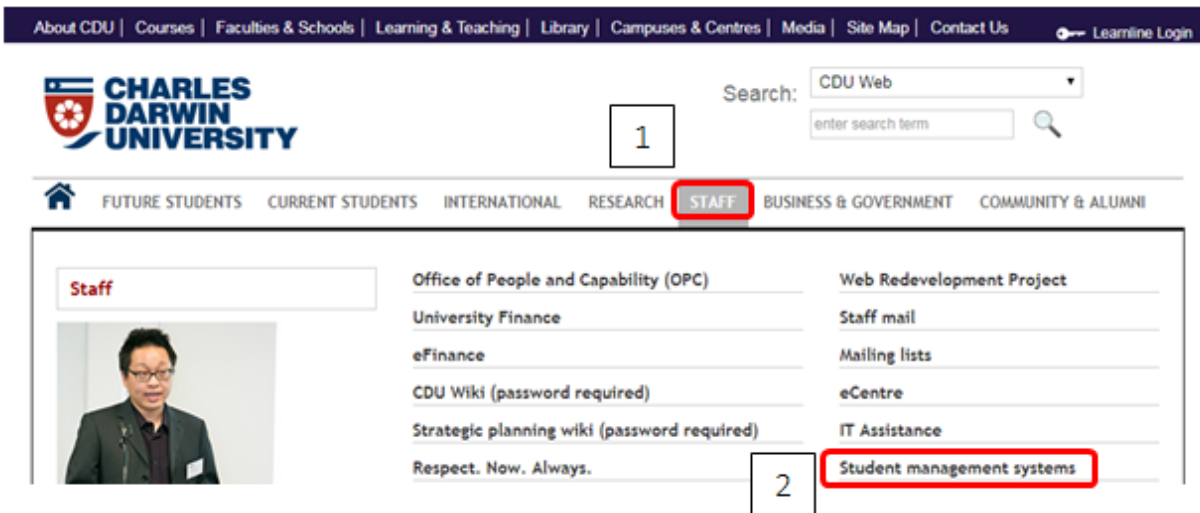 About CDU | Courses | Faculties & Schools | Learning & Teaching | Library | Campuses & Centres | Media | Site Map | Contact Us Learnline Login
CHARLES
DARWIN
UNIVERSITY
Search: CDU Web
enter search term
1
FUTURE STUDENTS CURRENT STUDENTS INTERNATIONAL RESEARCH STAFF BUSINESS & GOVERNMENT COMMUNITY & ALUMNI
Staff
Office of People and Capability (OPC)
University Finance
eFinance
CDU Wiki (password required)
Strategic planning wiki (password required)
Respect. Now. Always.
Web Redevelopment Project
Staff mail
Mailing lists
eCentre
IT Assistance
2
Student management systems